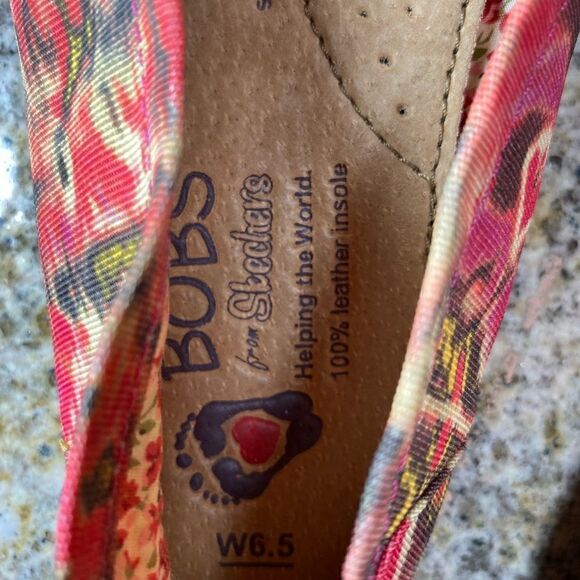 BOBS
from Skechers
Helping the World.
100% leather insole
W6.5